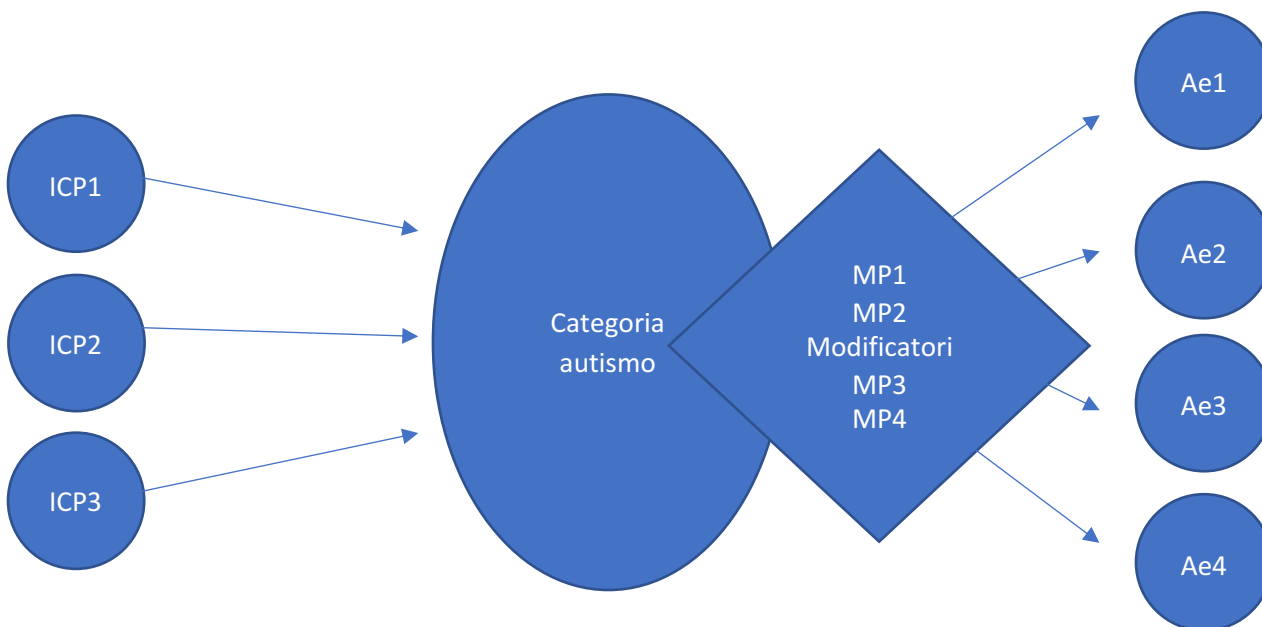 ICP1
ICP2
ICP3
Categoria
autismo
MP1
MP2
Modificatori
MP3
MP4
Ae1
Ae2
Ae3
Ae4